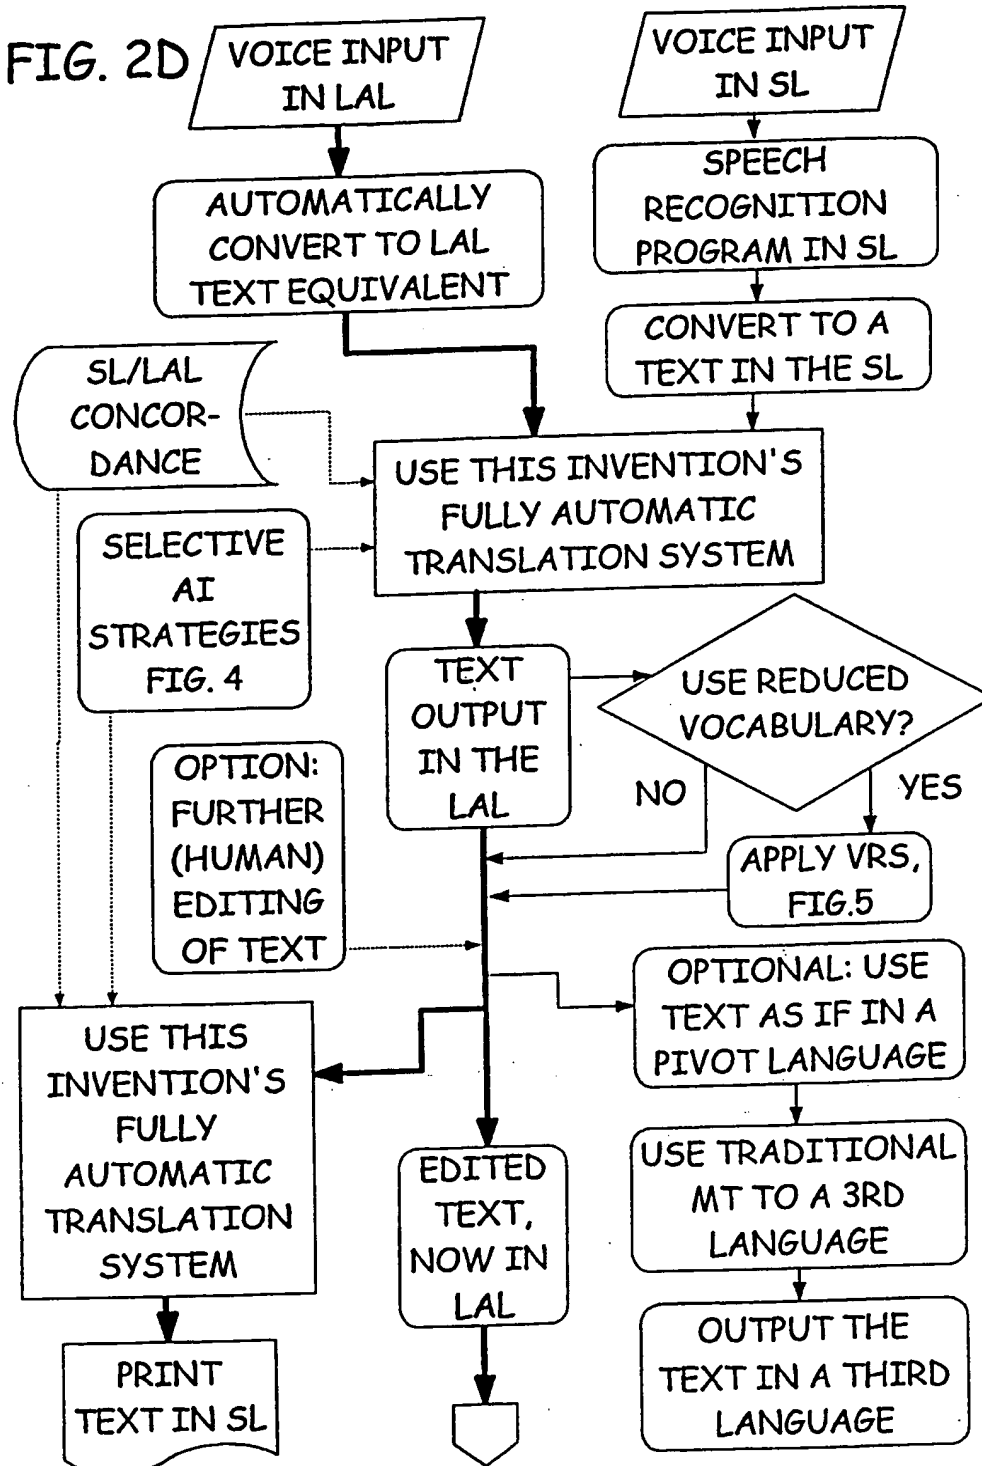 FIG. 2D
VOICE INPUT
IN LAL
VOICE INPUT
IN SL
AUTOMATICALLY
CONVERT TO LAL
TEXT EQUIVALENT
SPEECH
RECOGNITION
PROGRAM IN SL
CONVERT TO A
TEXT IN THE SL
SL/LAL
CONCOR-
DANCE
USE THIS INVENTION'S
FULLY AUTOMATIC
TRANSLATION SYSTEM
SELECTIVE
AI
STRATEGIES
FIG. 4
TEXT
OUTPUT
IN THE
LAL
USE REDUCED
VOCABULARY?
NO
YES
OPTION:
FURTHER
(HUMAN)
EDITING
OF TEXT
APPLY VRS,
FIG.5
OPTIONAL: USE
TEXT AS IF IN A
PIVOT LANGUAGE
USE THIS
INVENTION'S
FULLY
AUTOMATIC
TRANSLATION
SYSTEM
EDITED
TEXT,
NOW IN
LAL
USE TRADITIONAL
MT TO A 3RD
LANGUAGE
PRINT
TEXT IN SL
OUTPUT THE
TEXT IN A THIRD
LANGUAGE